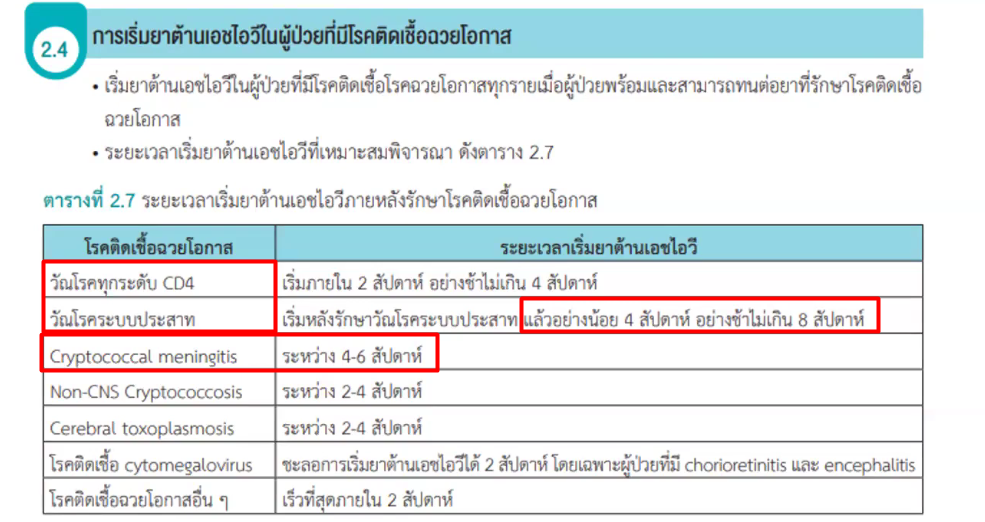 2.4 การเริ่มยาต้านเอชไอวีในผู้ป่วยที่มีโรคติดเชื้อฉวยโอกาส
• เริ่มยาต้านเอชไอวีในผู้ป่วยที่มีโรคติดเชื้อโรคฉวยโอกาสทุกรายเมื่อผู้ป่วยพร้อมและสามารถทนต่อยาที่รักษาโรคติดเชื้อ
ฉวยโอกาส
• ระยะเวลาเริ่มยาต้านเอชไอวีที่เหมาะสมพิจารณา ดังตาราง 2.7
ตารางที่ 2.7 ระยะเวลาเริ่มยาต้านเอชไอวีภายหลังรักษาโรคติดเชื้อฉวยโอกาส
โรคติดเชื้อฉวยโอกาส ระยะเวลาเริ่มยาต้านเอชไอวี
วัณโรคทุกระดับ CD4 เริ่มภายใน 2 สัปดาห์ อย่างช้าไม่เกิน 4 สัปดาห์
วัณโรคระบบประสาท เริ่มหลังรักษาวัณโรคระบบประสาท แล้วอย่างน้อย 4 สัปดาห์ อย่างช้าไม่เกิน 8 สัปดาห์
Cryptococcal meningitis ระหว่าง 4-6 สัปดาห์
Non-CNS Cryptococcosis ระหว่าง 2-4 สัปดาห์
Cerebral toxoplasmosis ระหว่าง 2-4 สัปดาห์
โรคติดเชื้อ cytomegalovirus ชะลอการเริ่มยาต้านเอชไอวีได้ 2 สัปดาห์ โดยเฉพาะผู้ป่วยที่มี chorioretinitis และ encephalitis
โรคติดเชื้อฉวยโอกาสอื่น ๆ เร็วที่สุดภายใน 2 สัปดาห์